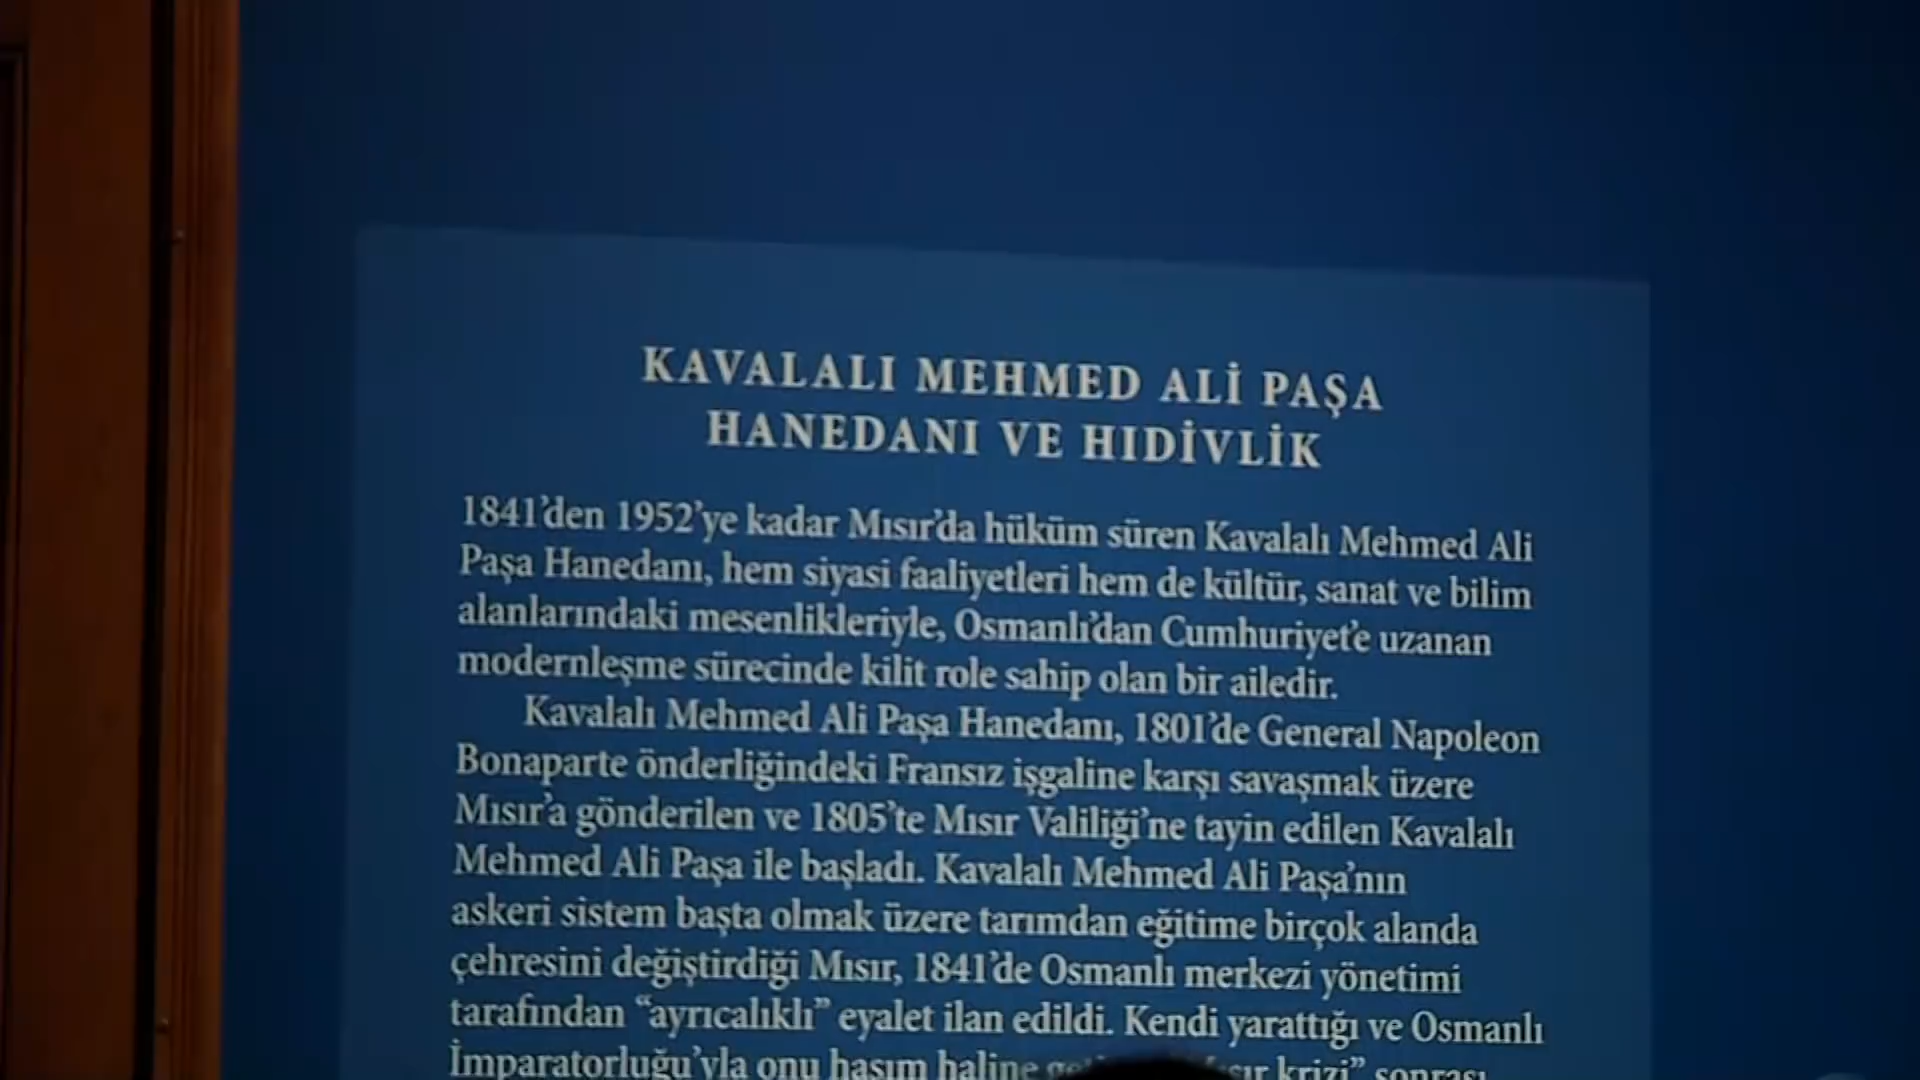 KAVALALI MEHMED ALİ PAŞA
HANEDANI VE HIDİVLİK
1841’den 1952’ye kadar Mısır’da hüküm süren Kavalalı Mehmed Ali
Paşa Hanedanı, hem siyasi faaliyetleri hem de kültür, sanat ve bilim
alanlarındaki mesenlikleriyle, Osmanlı’dan Cumhuriyet’e uzanan
modernleşme sürecinde kilit role sahip olan bir ailedir.
Kavalalı Mehmed Ali Paşa Hanedanı, 1801’de General Napoleon
Bonaparte önderliğindeki Fransız işgaline karşı savaşmak üzere
Mısır’a gönderilen ve 1805’te Mısır Valiliği’ne tayin edilen Kavalalı
Mehmed Ali Paşa ile başladı. Kavalalı Mehmed Ali Paşa’nın
askeri sistem başta olmak üzere tarımdan eğitime birçok alanda
çehresini değiştirdiği Mısır, 1841’de Osmanlı merkezi yönetimi
tarafından “ayrıcalıklı” eyalet ilan edildi. Kendi yarattığı ve Osmanlı
İmparatorluğu’yla onu hasım haline krizi” sonrası